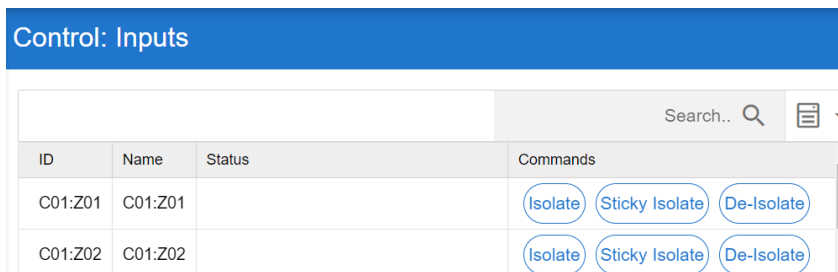 Control: Inputs
Search..
ID Name Status Commands
C01:Z01 C01:Z01 Isolate Sticky Isolate De-Isolate
C01:Z02 C01:Z02 Isolate Sticky Isolate De-Isolate